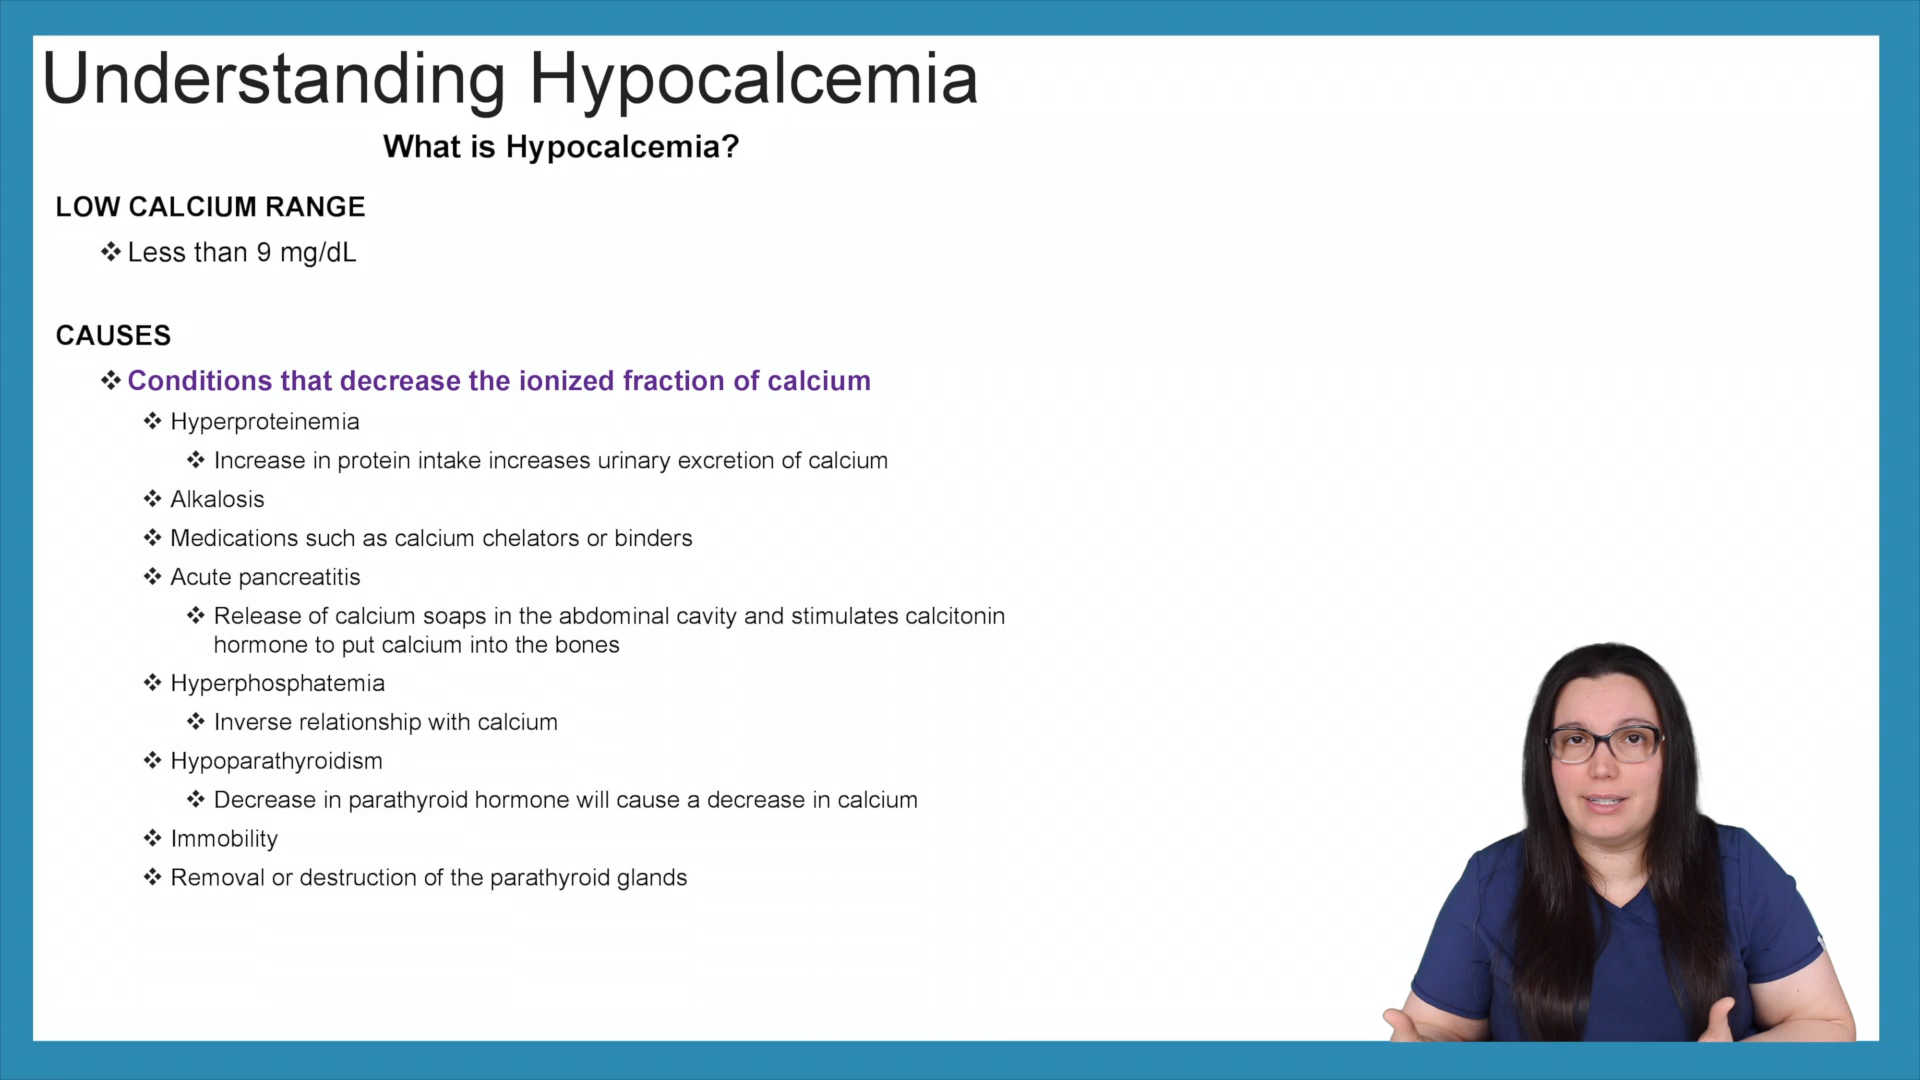 Understanding Hypocalcemia
What is Hypocalcemia?
LOW CALCIUM RANGE
❖ Less than 9 mg/dL
CAUSES
❖ Conditions that decrease the ionized fraction of calcium
❖ Hyperproteinemia
❖ Increase in protein intake increases urinary excretion of calcium
❖ Alkalosis
❖ Medications such as calcium chelators or binders
❖ Acute pancreatitis
❖ Release of calcium soaps in the abdominal cavity and stimulates calcitonin
hormone to put calcium into the bones
❖ Hyperphosphatemia
❖ Inverse relationship with calcium
❖ Hypoparathyroidism
❖ Decrease in parathyroid hormone will cause a decrease in calcium
❖ Immobility
❖ Removal or destruction of the parathyroid glands